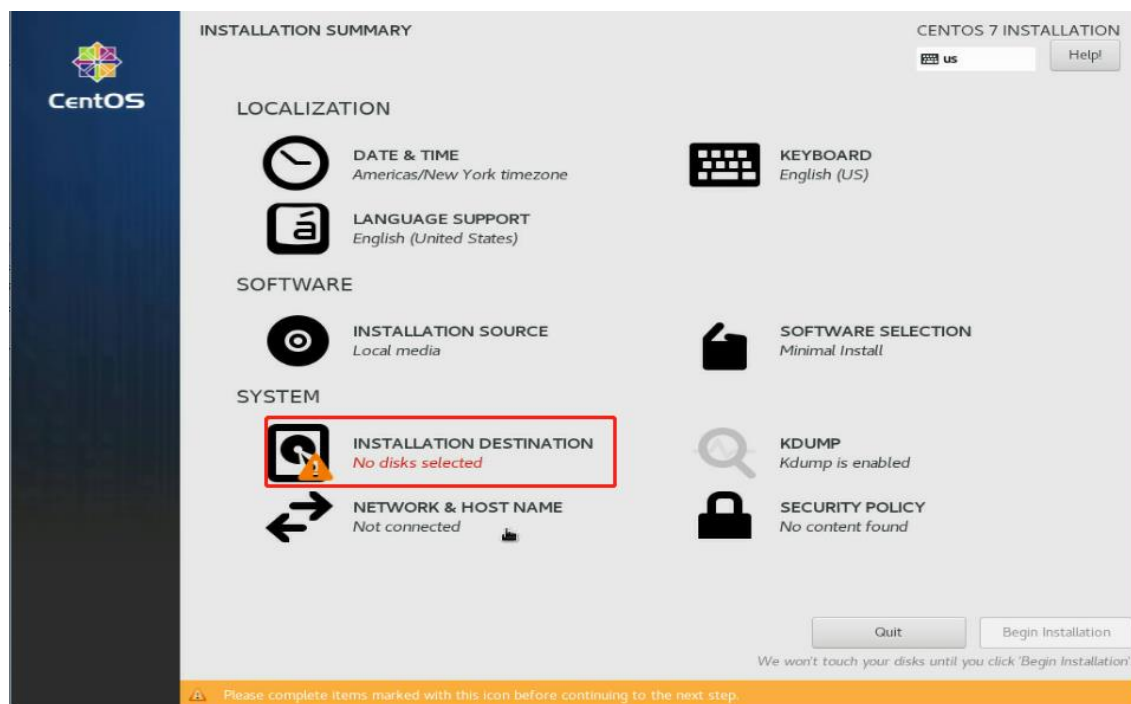 INSTALLATION SUMMARY
CENTOS 7 INSTALLATION
us
Help!
CentOS
LOCALIZATION
DATE & TIME
Americas/New York timezone
KEYBOARD
English (US)
LANGUAGE SUPPORT
English (United States)
SOFTWARE
INSTALLATION SOURCE
Local media
SOFTWARE SELECTION
Minimal Install
SYSTEM
INSTALLATION DESTINATION
No disks selected
KDUMP
Kdump is enabled
NETWORK & HOST NAME
Not connected
SECURITY POLICY
No content found
Quit
Begin Installation
We won't touch your disks until you click 'Begin Installation'
Please complete items marked with this icon before continuing to the next step.